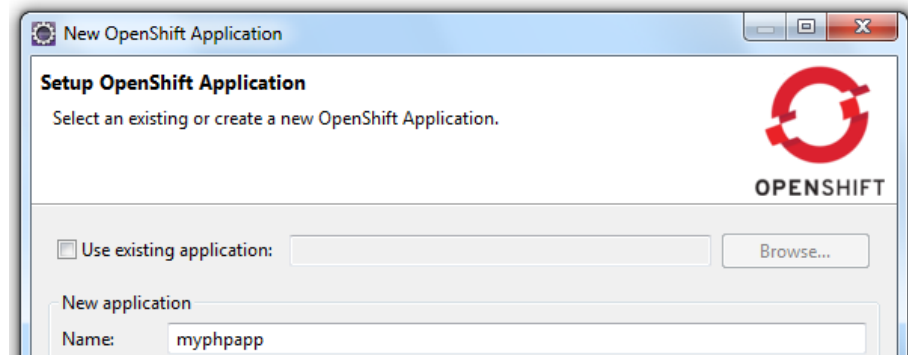 New OpenShift Application
Setup OpenShift Application
Select an existing or create a new OpenShift Application.
OPENSHIFT
Use existing application:
Browse...
New application
Name: myphpapp